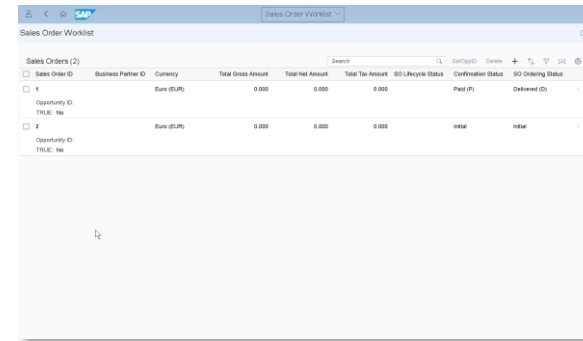 SAP Sales Order Worklist
Sales Order Worklist
Sales Orders (2) Search SetOppID Delete
Sales Order ID Business Partner ID Currency Total Gross Amount Total Net Amount Total Tax Amount SO Lifecycle Status Confirmation Status SO Ordering Status
1 Euro (EUR) 0.000 0.000 0.000 Paid (P) Delivered (D)
Opportunity ID:
TRUE: No
2 Euro (EUR) 0.000 0.000 0.000 Initial Initial
Opportunity ID:
TRUE: No